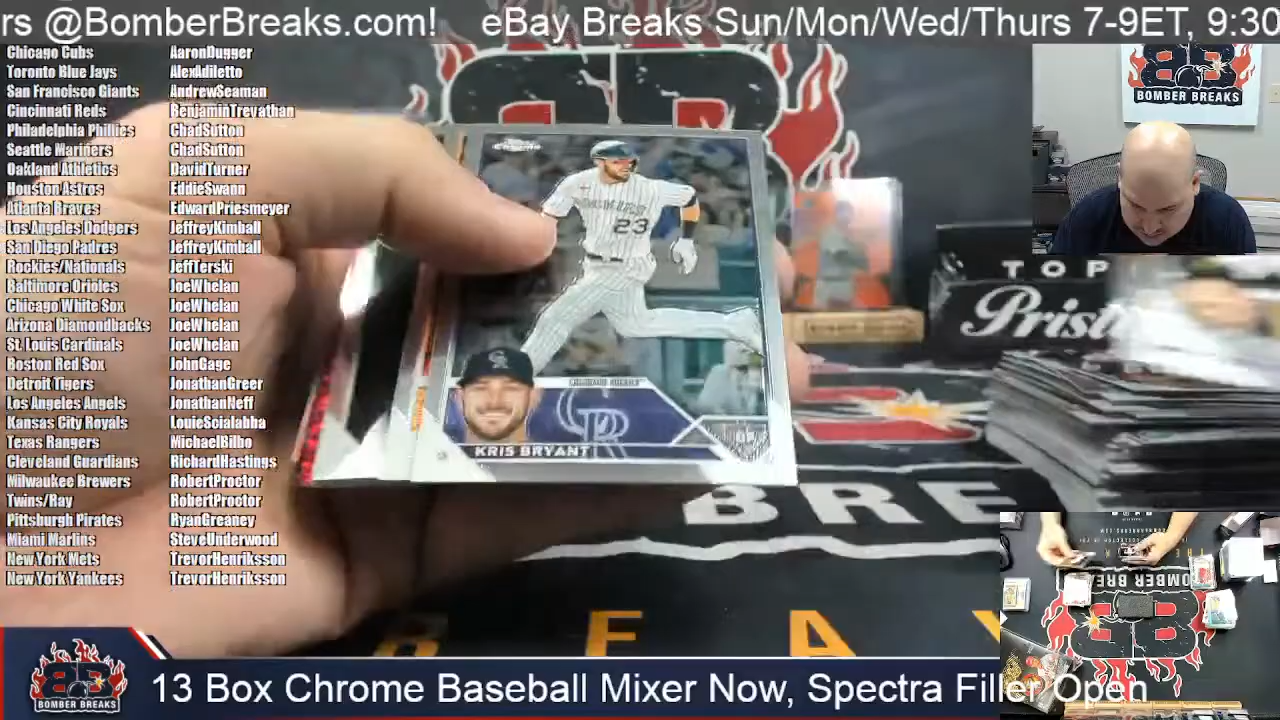 rs @BomberBreaks.com! eBay Breaks Sun/Mon/Wed/Thurs 7-9ET, 9:30
Chicago Cubs AaronDugger
Toronto Blue Jays AlexAdiletto
San Francisco Giants AndrewSeaman
Cincinnati Reds BenjaminTrevathan
Philadelphia Phillies ChadSutton
Seattle Mariners ChadSutton
Oakland Athletics DavidTurner
Houston Astros EddieSwann
Atlanta Braves EdwardPriesmeyer
Los Angeles Dodgers JeffreyKimball
San Diego Padres JeffreyKimball
Rockies/Nationals JeffTerski
Baltimore Orioles JoeWhelan
Chicago White Sox JoeWhelan
Arizona Diamondbacks JoeWhelan
St. Louis Cardinals JoeWhelan
Boston Red Sox JohnGage
Detroit Tigers JonathanGreer
Los Angeles Angels JonathanNeff
Kansas City Royals LouieScialabba
Texas Rangers MichaelBilbo
Cleveland Guardians RichardHastings
Milwaukee Brewers RobertProctor
Twins/Ray RobertProctor
Pittsburgh Pirates RyanGreaney
Miami Marlins SteveUnderwood
New York Mets TrevorHenriksson
New York Yankees TrevorHenriksson
BOMBER BREAKS
23
CR
KRIS BRYANT
TOP
Prist
BRE
B E A
BOMBER BREAKS
13 Box Chrome Baseball Mixer Now, Spectra Filler Open